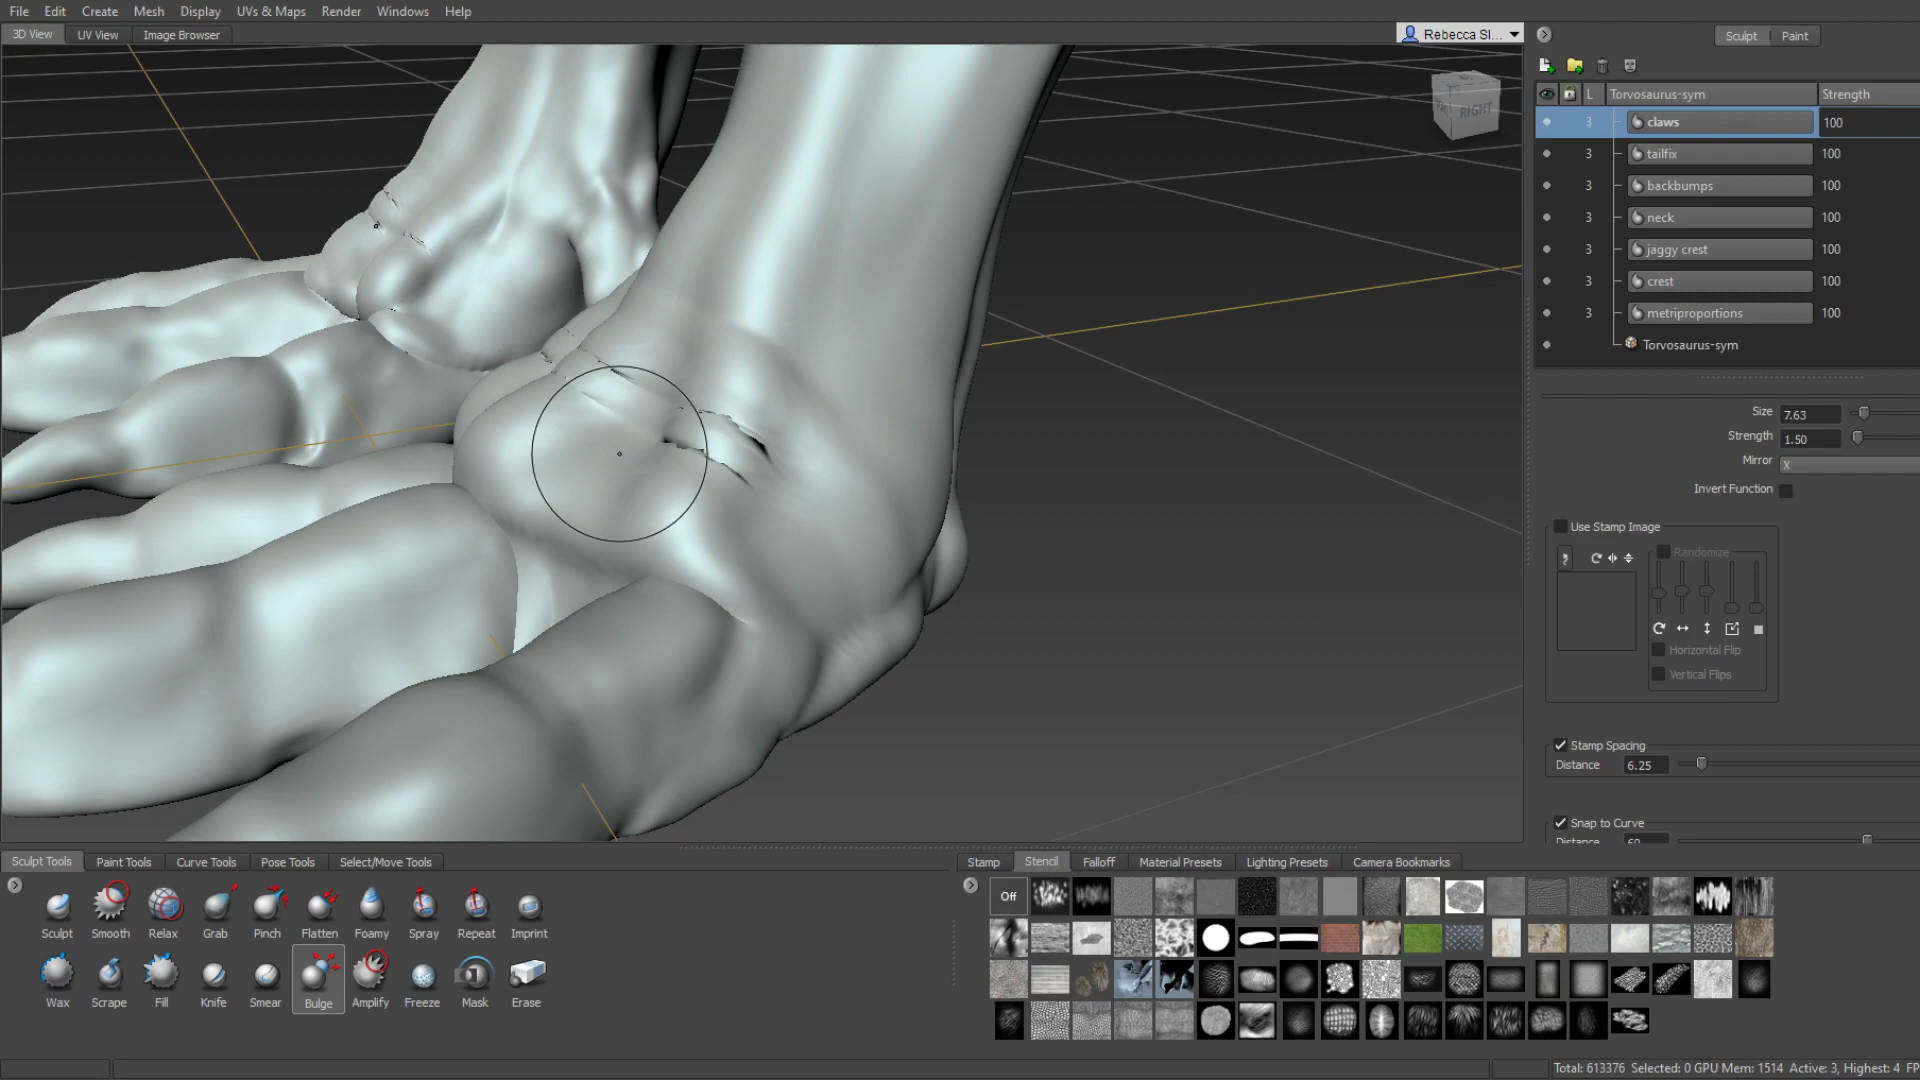 File Edit Create Mesh Display UVs & Maps Render Windows Help
3D View UV View Image Browser
Rebecca Sl...
Sculpt Paint
RIGHT
L Torvosaurus-sym Strength
3 claws 100
3 tailfix 100
3 backbumps 100
3 neck 100
3 jaggy crest 100
3 crest 100
3 metriproportions 100
Torvosaurus-sym
Size 7.63
Strength 1.50
Mirror X
Invert Function
Use Stamp Image
Randomize
Horizontal Flip
Vertical Flips
Stamp Spacing
Distance 6.25
Snap to Curve
Distance 60
Sculpt Tools Paint Tools Curve Tools Pose Tools Select/Move Tools
Sculpt Smooth Relax Grab Pinch Flatten Foamy Spray Repeat Imprint
Wax Scrape Fill Knife Smear Bulge Amplify Freeze Mask Erase
Stamp Stencil Falloff Material Presets Lighting Presets Camera Bookmarks
Off
Total: 613376 Selected: 0 GPU Mem: 1514 Active: 3, Highest: 4 FP